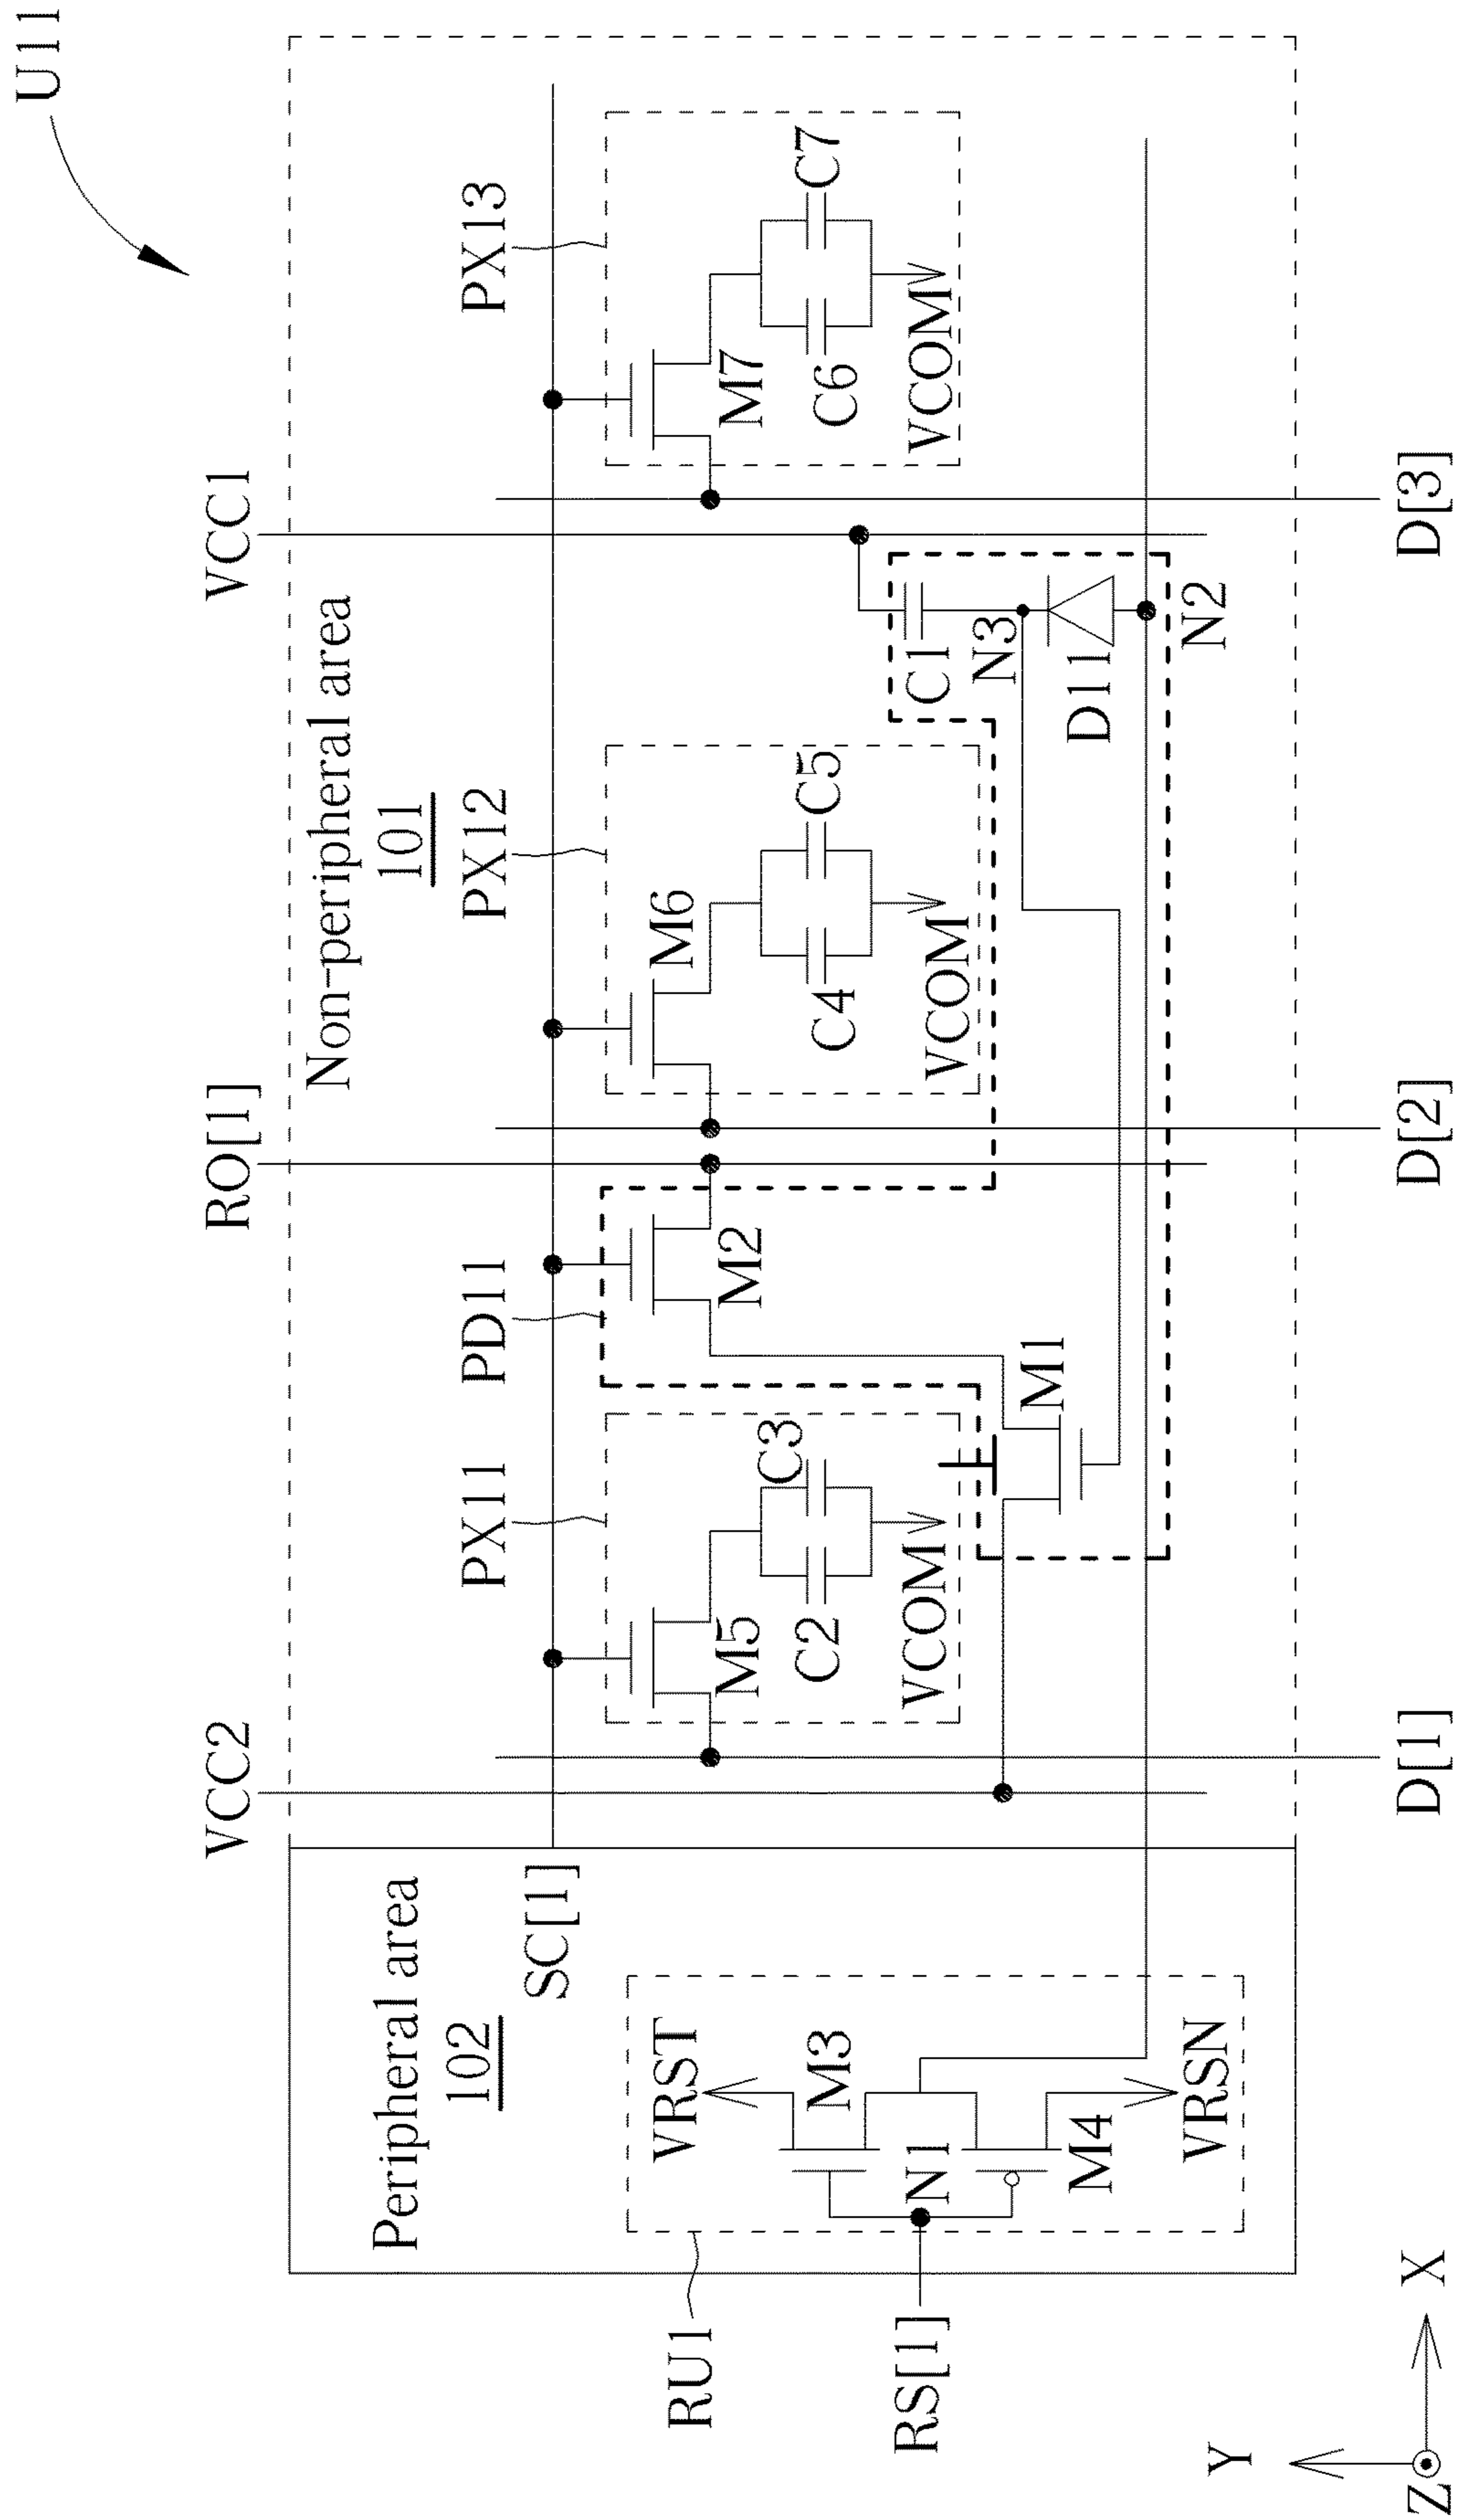 U11
VCC2
RO[1]
VCC1
Peripheral area
102
Non-peripheral area
101
PX11
PD11
PX12
PX13
SC[1]
RU1
VRST
M3
N1
M4
VRSN
RS[1]
M5
C2
C3
VCOM
M2
M1
M6
C4
C5
VCOM
M7
C6
C7
VCOM
C1
N3
D11
N2
D[1]
D[2]
D[3]
Y
Z
X